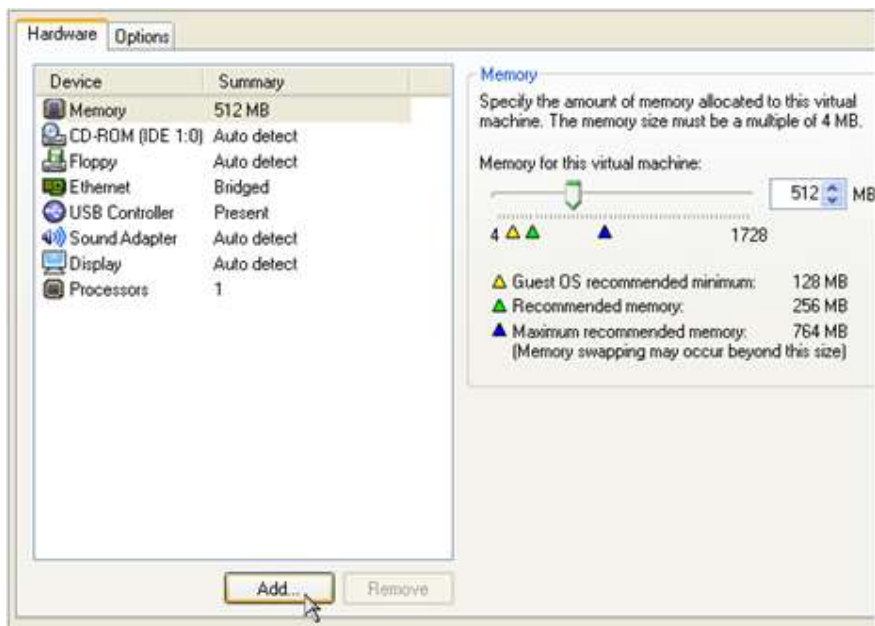 Hardware Options
Device Summary
Memory 512 MB
CD-ROM (IDE 1:0) Auto detect
Floppy Auto detect
Ethernet Bridged
USB Controller Present
Sound Adapter Auto detect
Display Auto detect
Processors 1
Add... Remove
Memory
Specify the amount of memory allocated to this virtual
machine. The memory size must be a multiple of 4 MB.
Memory for this virtual machine:
512 MB
4 1728
Guest OS recommended minimum: 128 MB
Recommended memory: 256 MB
Maximum recommended memory: 764 MB
(Memory swapping may occur beyond this size)